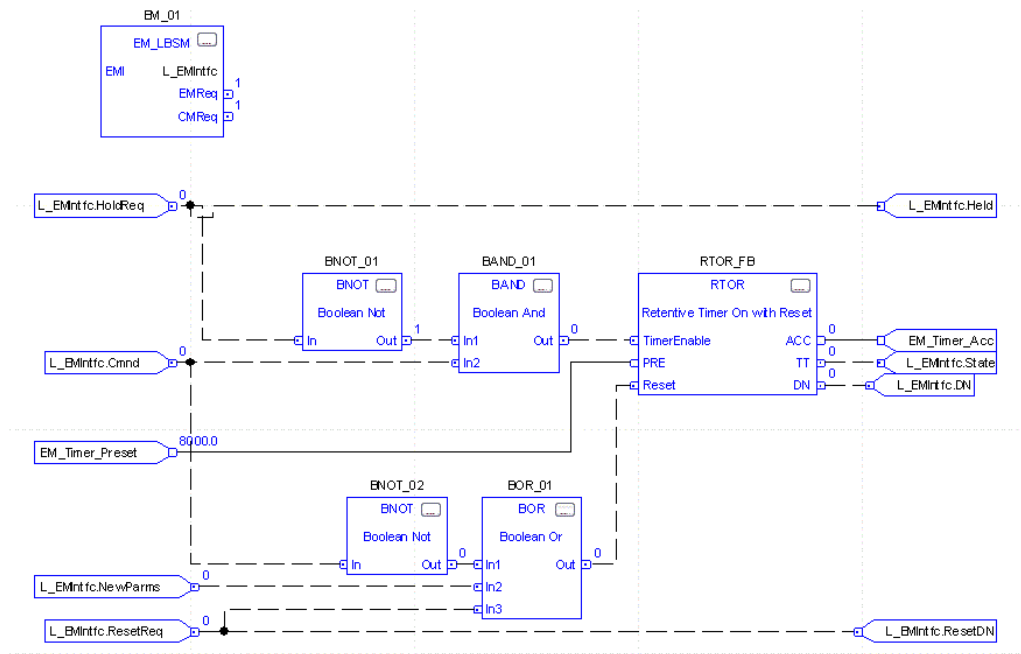 EM_01
EM_LBSM ...
EMI L_EMIntfc
EMReq 1
CMReq 1
L_EMIntfc.HoldReq 0 L_EMIntfc.Held
BNOT_01 BAND_01 RTOR_FB
BNOT ... BAND ... RTOR ...
Boolean Not Boolean And Retentive Timer On with Reset
In Out 1 In1 Out 0 TimerEnable ACC 0 EM_Timer_Acc
L_EMIntfc.Cmnd 0 In2 PRE TT 0 L_EMIntfc.State
Reset DN 0 L_EMIntfc.DN
EM_Timer_Preset 8000.0
BNOT_02 BOR_01
BNOT ... BOR ...
Boolean Not Boolean Or
In Out 0 In1 Out 0
L_EMIntfc.NewParms 0 In2
In3
L_EMIntfc.ResetReq 0 L_EMIntfc.ResetDN